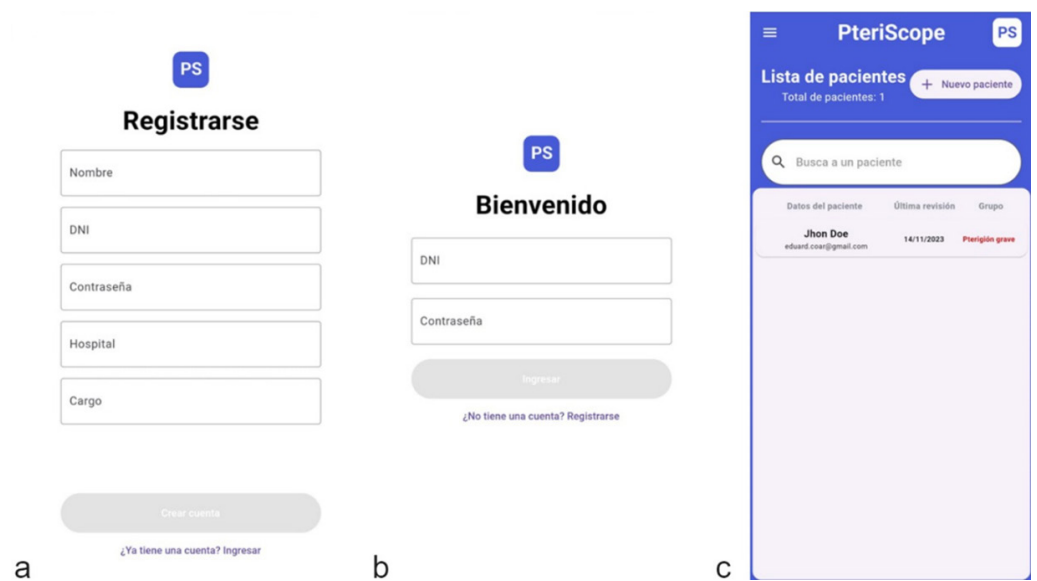 PS
Registrarse
Nombre
DNI
Contraseña
Hospital
Cargo
Crear cuenta
¿Ya tiene una cuenta? Ingresar
a
PS
Bienvenido
DNI
Contraseña
Ingresar
¿No tiene una cuenta? Registrarse
b
PteriScope PS
Lista de pacientes + Nuevo paciente
Total de pacientes: 1
Busca a un paciente
Datos del paciente Última revisión Grupo
Jhon Doe 14/11/2023 Pterigión grave
eduard.coar@gmail.com
c